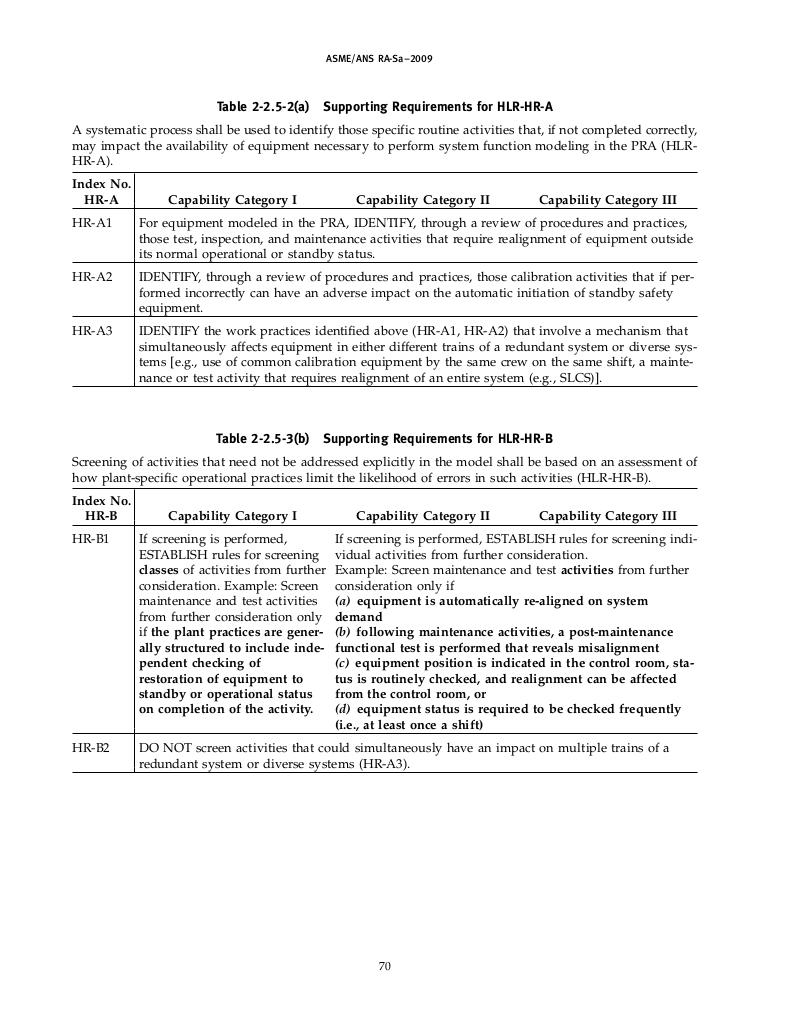 ASME/ANS RA-Sa–2009
Table 2-2.5-2(a) Supporting Requirements for HLR-HR-A
A systematic process shall be used to identify those specific routine activities that, if not completed correctly,
may impact the availability of equipment necessary to perform system function modeling in the PRA (HLR-
HR-A).
Index No.
HR-A Capability Category I Capability Category II Capability Category III
HR-A1 For equipment modeled in the PRA, IDENTIFY, through a review of procedures and practices,
those test, inspection, and maintenance activities that require realignment of equipment outside
its normal operational or standby status.
HR-A2 IDENTIFY, through a review of procedures and practices, those calibration activities that if per-
formed incorrectly can have an adverse impact on the automatic initiation of standby safety
equipment.
HR-A3 IDENTIFY the work practices identified above (HR-A1, HR-A2) that involve a mechanism that
simultaneously affects equipment in either different trains of a redundant system or diverse sys-
tems [e.g., use of common calibration equipment by the same crew on the same shift, a mainte-
nance or test activity that requires realignment of an entire system (e.g., SLCS)].
Table 2-2.5-3(b) Supporting Requirements for HLR-HR-B
Screening of activities that need not be addressed explicitly in the model shall be based on an assessment of
how plant-specific operational practices limit the likelihood of errors in such activities (HLR-HR-B).
Index No.
HR-B Capability Category I Capability Category II Capability Category III
HR-B1 If screening is performed,
ESTABLISH rules for screening
classes of activities from further
consideration. Example: Screen
maintenance and test activities
from further consideration only
if the plant practices are gener-
ally structured to include inde-
pendent checking of
restoration of equipment to
standby or operational status
on completion of the activity.
If screening is performed, ESTABLISH rules for screening indi-
vidual activities from further consideration.
Example: Screen maintenance and test activities from further
consideration only if
(a) equipment is automatically re-aligned on system
demand
(b) following maintenance activities, a post-maintenance
functional test is performed that reveals misalignment
(c) equipment position is indicated in the control room, sta-
tus is routinely checked, and realignment can be affected
from the control room, or
(d) equipment status is required to be checked frequently
(i.e., at least once a shift)
HR-B2 DO NOT screen activities that could simultaneously have an impact on multiple trains of a
redundant system or diverse systems (HR-A3).
70